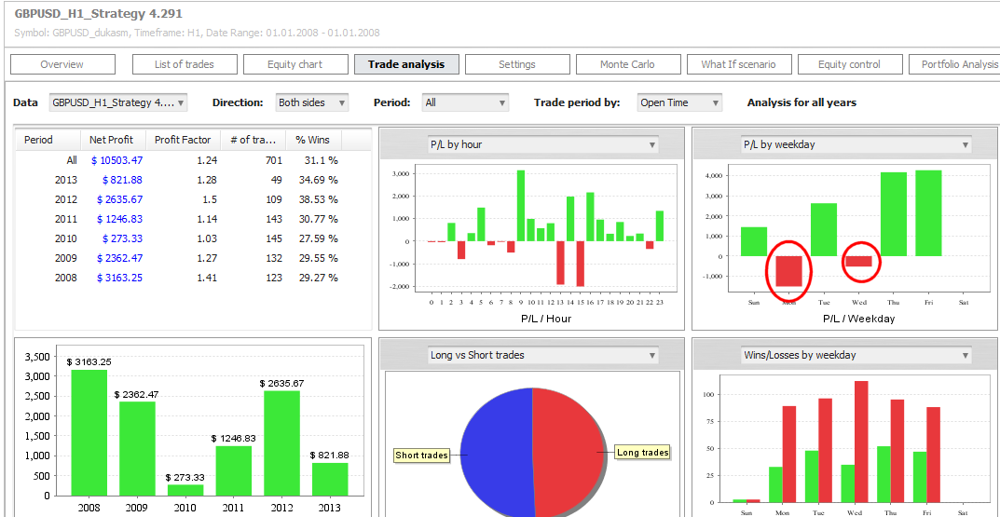 GBPUSD_H1_Strategy 4.291
Symbol: GBPUSD_dukasm, Timeframe: H1, Date Range: 01.01.2008 - 01.01.2008
Overview List of trades Equity chart Trade analysis Settings Monte Carlo What If scenario Equity control Portfolio Analysis
Data GBPUSD_H1_Strategy 4.... Direction: Both sides Period: All Trade period by: Open Time Analysis for all years
Period Net Profit Profit Factor # of tra... % Wins
All $ 10503.47 1.24 701 31.1 %
2013 $ 821.88 1.28 49 34.69 %
2012 $ 2635.67 1.5 109 38.53 %
2011 $ 1246.83 1.14 143 30.77 %
2010 $ 273.33 1.03 145 27.59 %
2009 $ 2362.47 1.27 132 29.55 %
2008 $ 3163.25 1.41 123 29.27 %
P/L by hour
3,000
2,000
1,000
0
-1,000
-2,000
0 1 2 3 4 5 6 7 8 9 10 11 12 13 14 15 16 17 18 19 20 21 22 23
P/L / Hour
P/L by weekday
4,000
3,000
2,000
1,000
0
-1,000
Sun Mon Tue Wed Thu Fri Sat
P/L / Weekday
3,500
3,000
2,500
2,000
1,500
1,000
500
0
$ 3163.25
$ 2362.47
$ 273.33
$ 1246.83
$ 2635.67
$ 821.88
2008 2009 2010 2011 2012 2013
Long vs Short trades
Short trades
Long trades
Wins/Losses by weekday
100
75
50
25
0
Sun Mon Tue Wed Thu Fri Sat